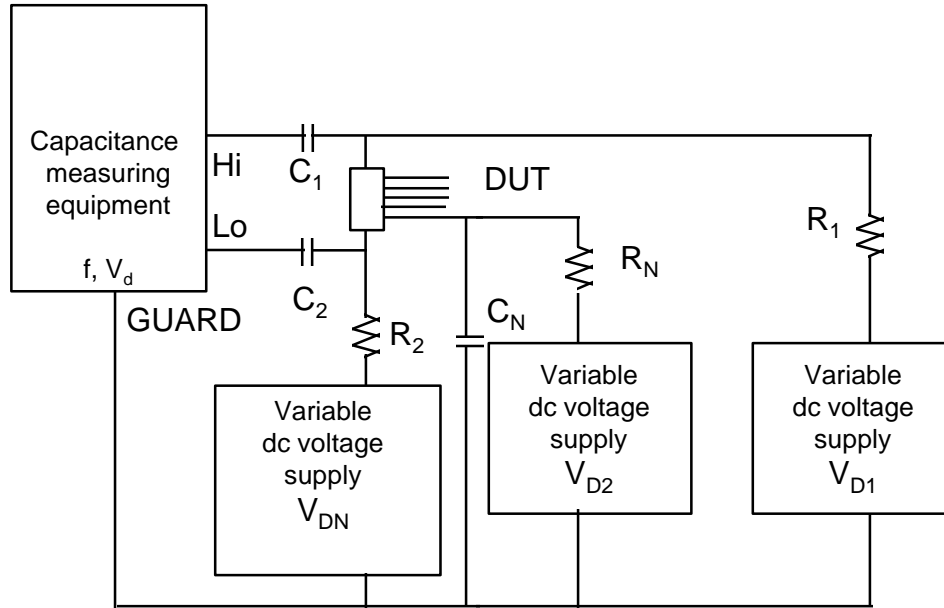 Capacitance
measuring
equipment
f, V_d
Hi
Lo
GUARD
C_1
C_2
DUT
R_1
R_N
C_N
R_2
Variable
dc voltage
supply
V_DN
Variable
dc voltage
supply
V_D2
Variable
dc voltage
supply
V_D1